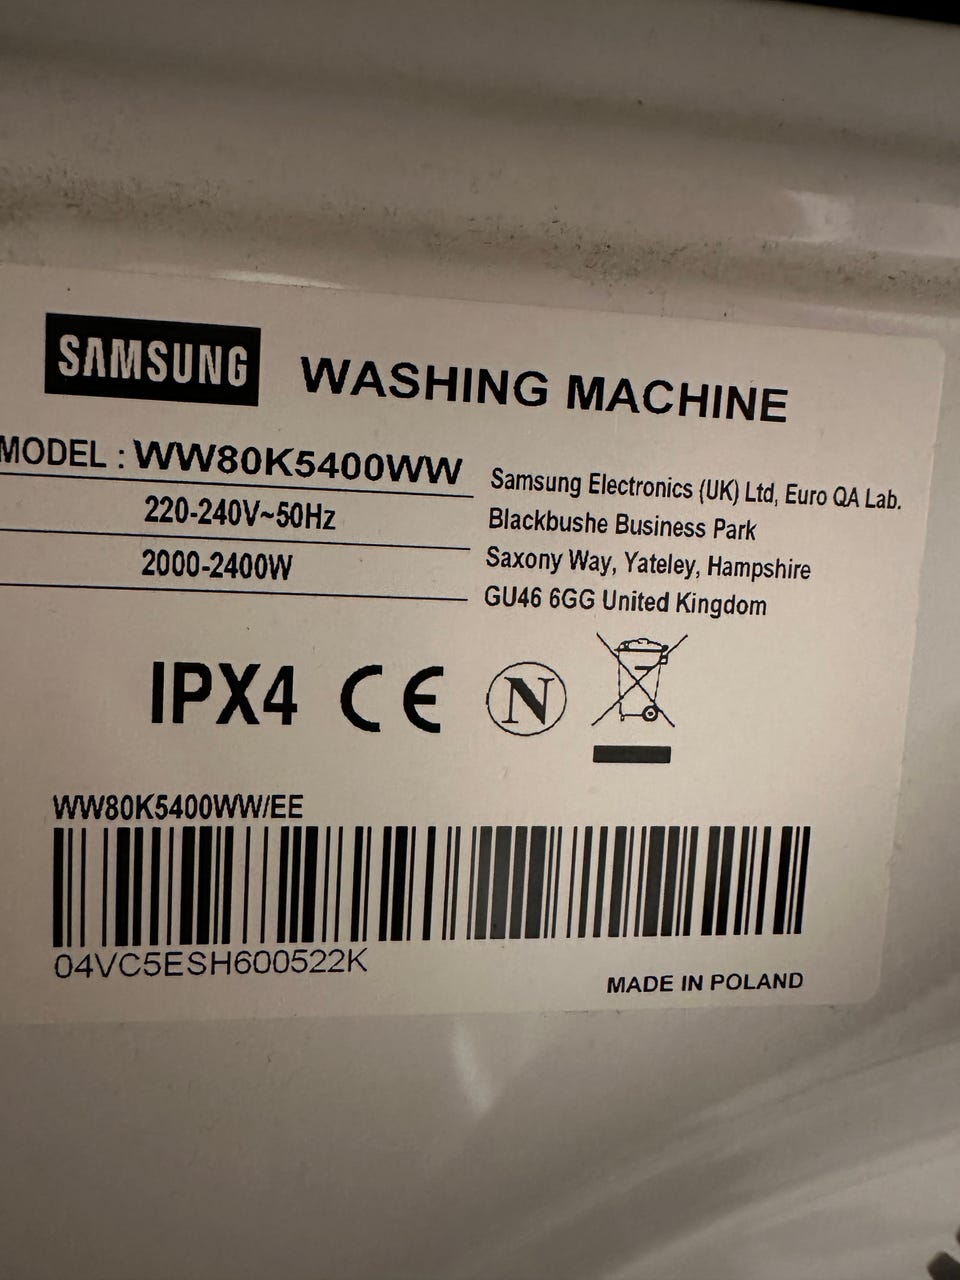 SAMSUNG WASHING MACHINE
MODEL : WW80K5400WW
220-240V~50Hz
2000-2400W
Samsung Electronics (UK) Ltd, Euro QA Lab.
Blackbushe Business Park
Saxony Way, Yateley, Hampshire
GU46 6GG United Kingdom
IPX4 CE N
WW80K5400WW/EE
04VC5ESH600522K
MADE IN POLAND